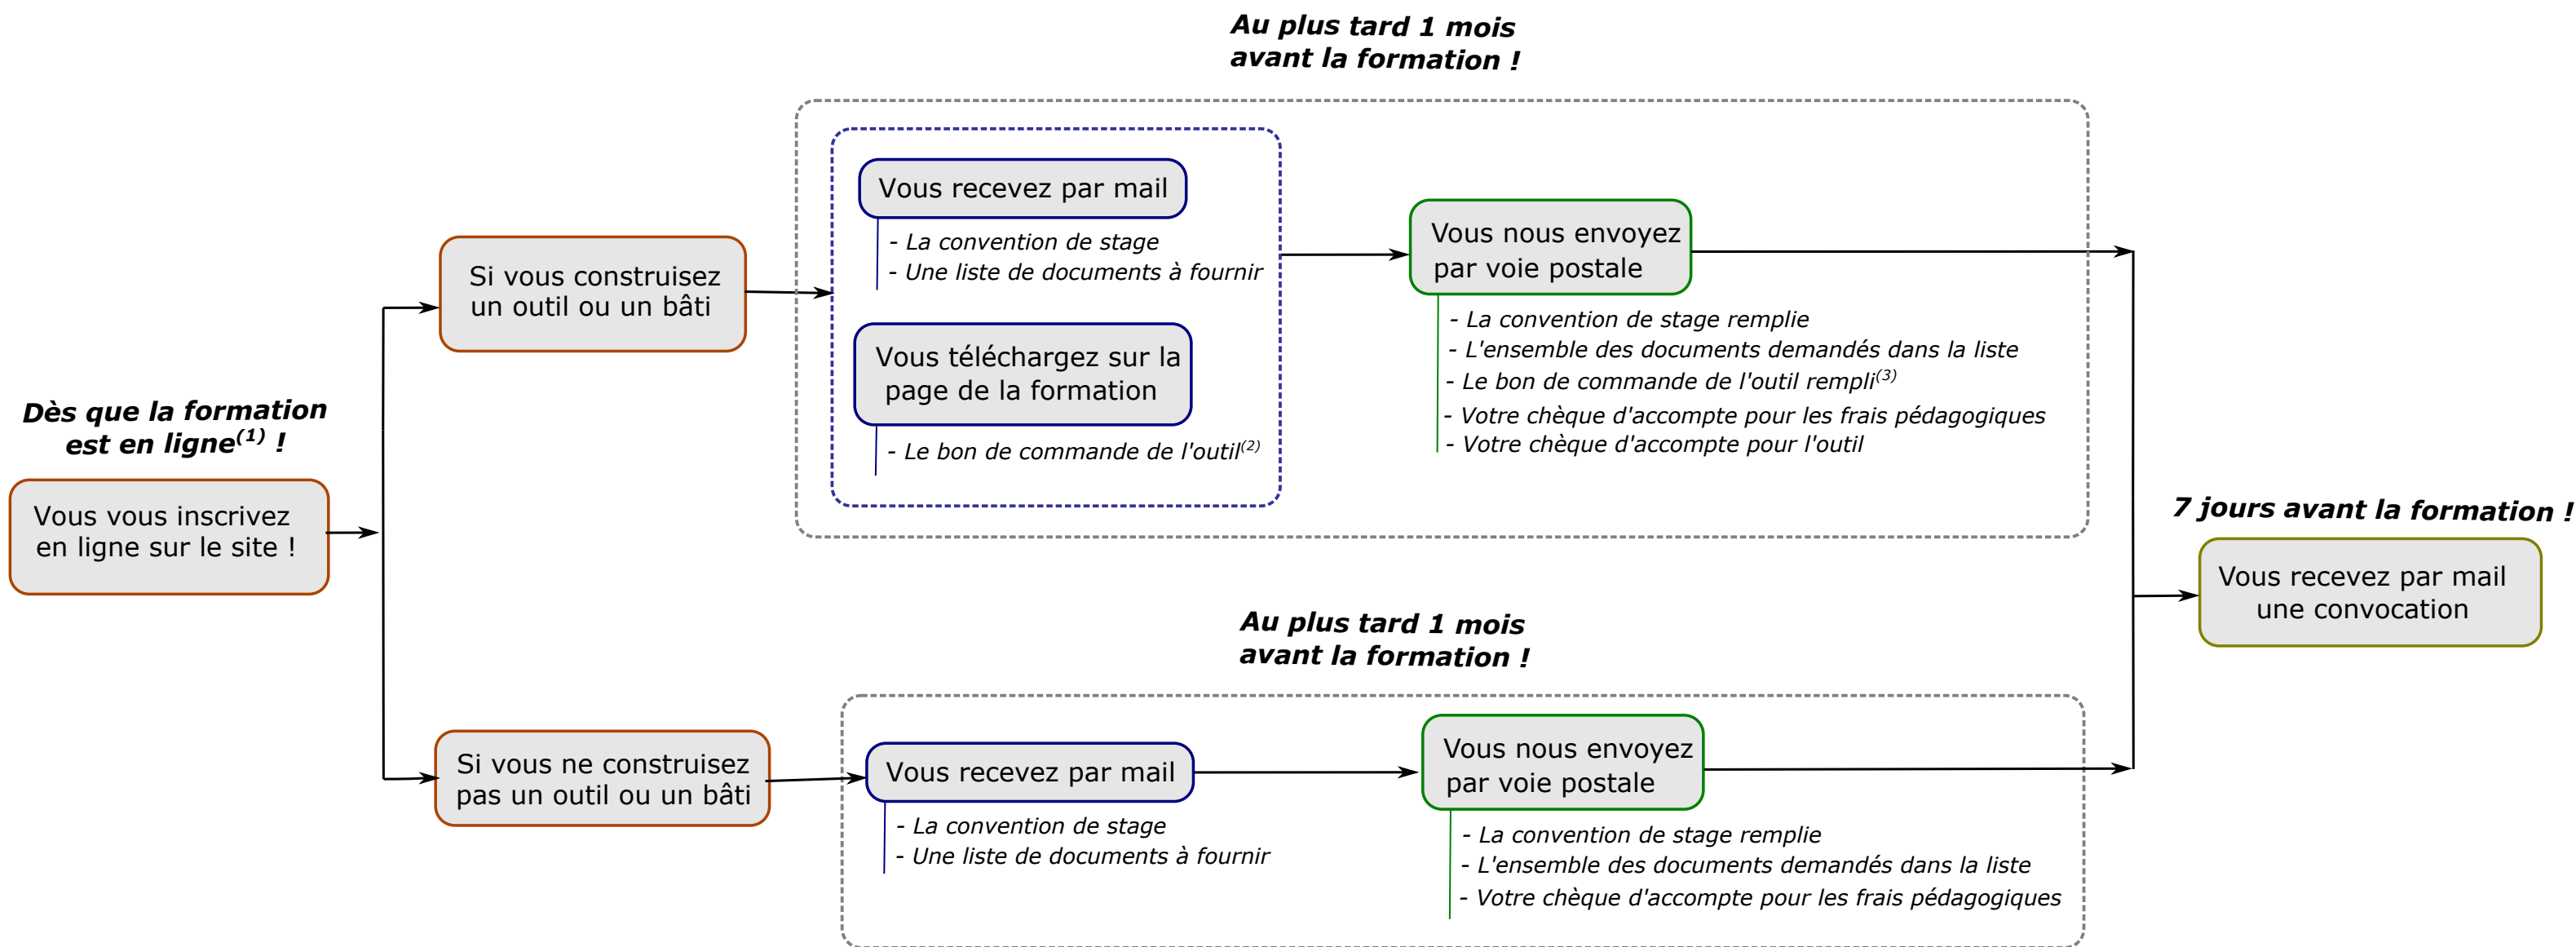 Au plus tard 1 mois
avant la formation !
Vous recevez par mail
- La convention de stage
- Une liste de documents à fournir
Vous téléchargez sur la
page de la formation
- Le bon de commande de l'outil(2)
Vous nous envoyez
par voie postale
- La convention de stage remplie
- L'ensemble des documents demandés dans la liste
- Le bon de commande de l'outil rempli(3)
- Votre chèque d'accompte pour les frais pédagogiques
- Votre chèque d'accompte pour l'outil
Si vous construisez
un outil ou un bâti
Dès que la formation
est en ligne(1) !
Vous vous inscrivez
en ligne sur le site !
7 jours avant la formation !
Vous recevez par mail
une convocation
Au plus tard 1 mois
avant la formation !
Si vous ne construisez
pas un outil ou un bâti
Vous recevez par mail
- La convention de stage
- Une liste de documents à fournir
Vous nous envoyez
par voie postale
- La convention de stage remplie
- L'ensemble des documents demandés dans la liste
- Votre chèque d'accompte pour les frais pédagogiques